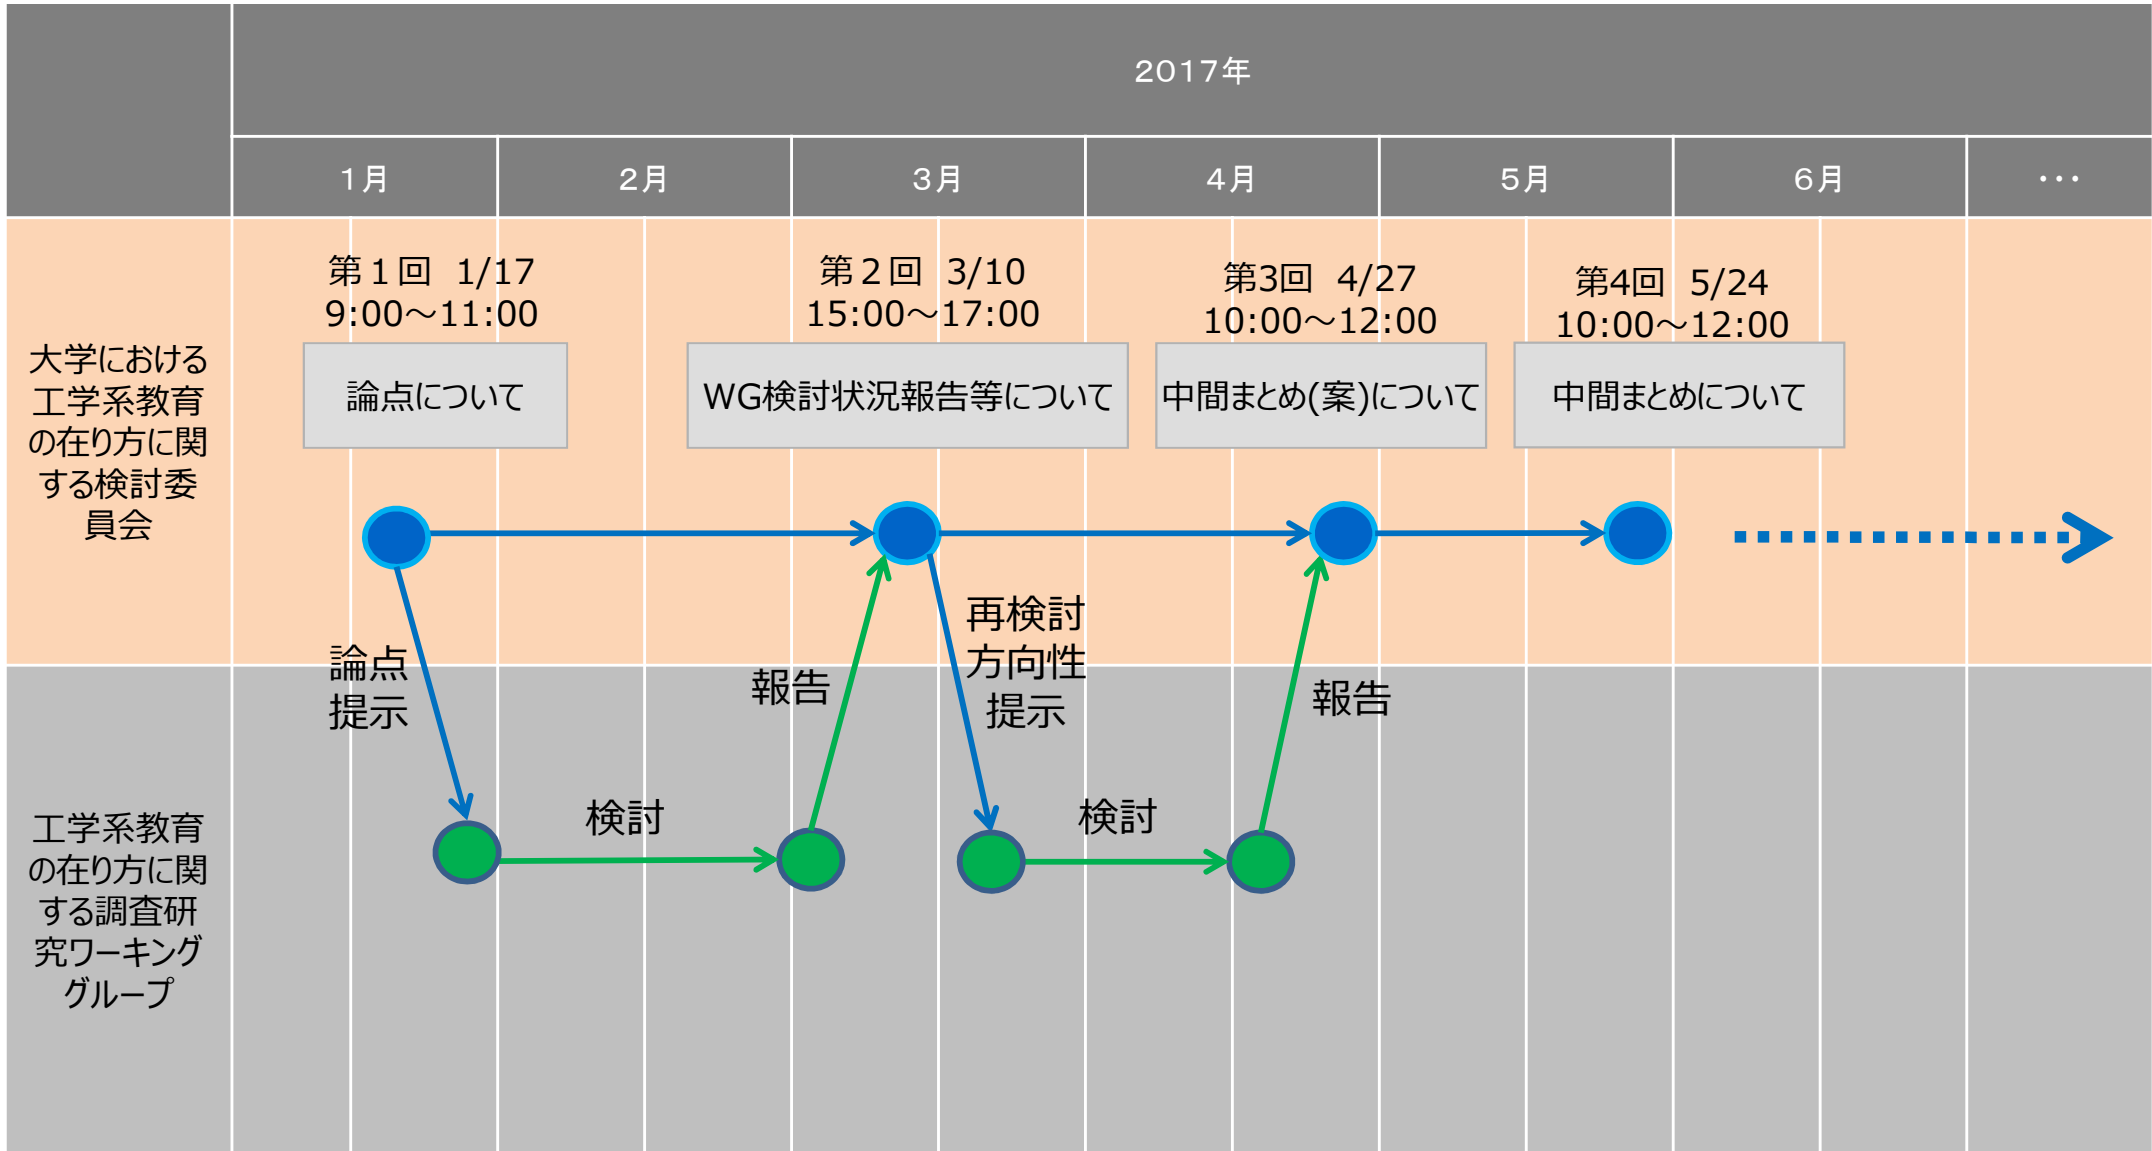 ２０１７年
１月
２月
３月
４月
５月
６月
・・・
大学における
工学系教育
の在り方に関
する検討委
員会
第１回 1/17
9:00～11:00
論点について
第２回 3/10
15:00～17:00
WG検討状況報告等について
第3回 4/27
10:00～12:00
中間まとめ(案)について
第4回 5/24
10:00～12:00
中間まとめについて
論点
提示
報告
再検討
方向性
提示
報告
工学系教育
の在り方に関
する調査研
究ワーキング
グループ
検討
検討